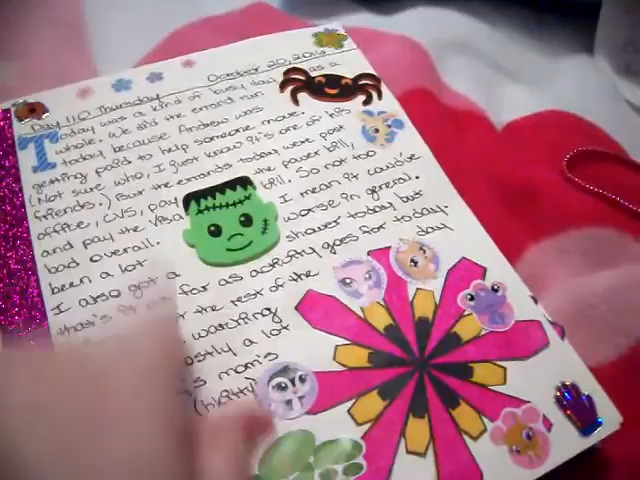 Day 110 Thursday October 20, 2016
Today was a kind of busy day as a
whole. We did the errand run
today because Andrew was
getting paid to help someone move.
(Not sure who, I just know it's one of his
friends.) But the errands today were post
office, CVS, pay the power bill,
and pay the Visa bill. So not too
bad overall. I mean it could've
been a lot worse in general.
I also got a shower today but
that's it far as activity goes for today.
the rest of the day
watching
mostly a lot
mom's
(hkitty)